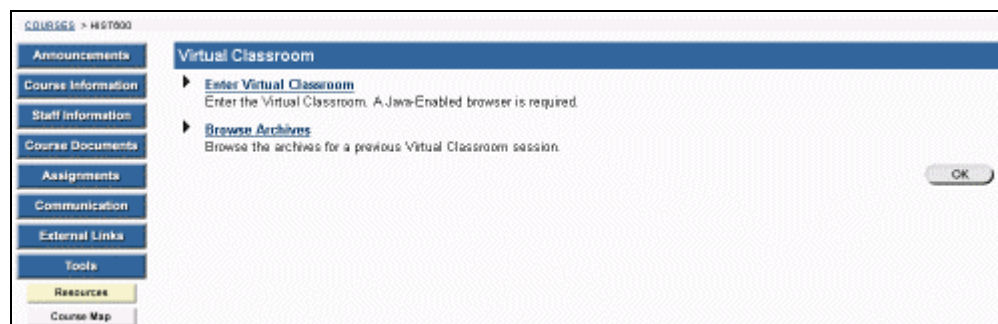 COURSES > HIST600
Announcements
Course Information
Staff Information
Course Documents
Assignments
Communication
External Links
Tools
Resources
Course Map
Virtual Classroom
Enter Virtual Classroom
Enter the Virtual Classroom. A Java-Enabled browser is required.
Browse Archives
Browse the archives for a previous Virtual Classroom session.
OK